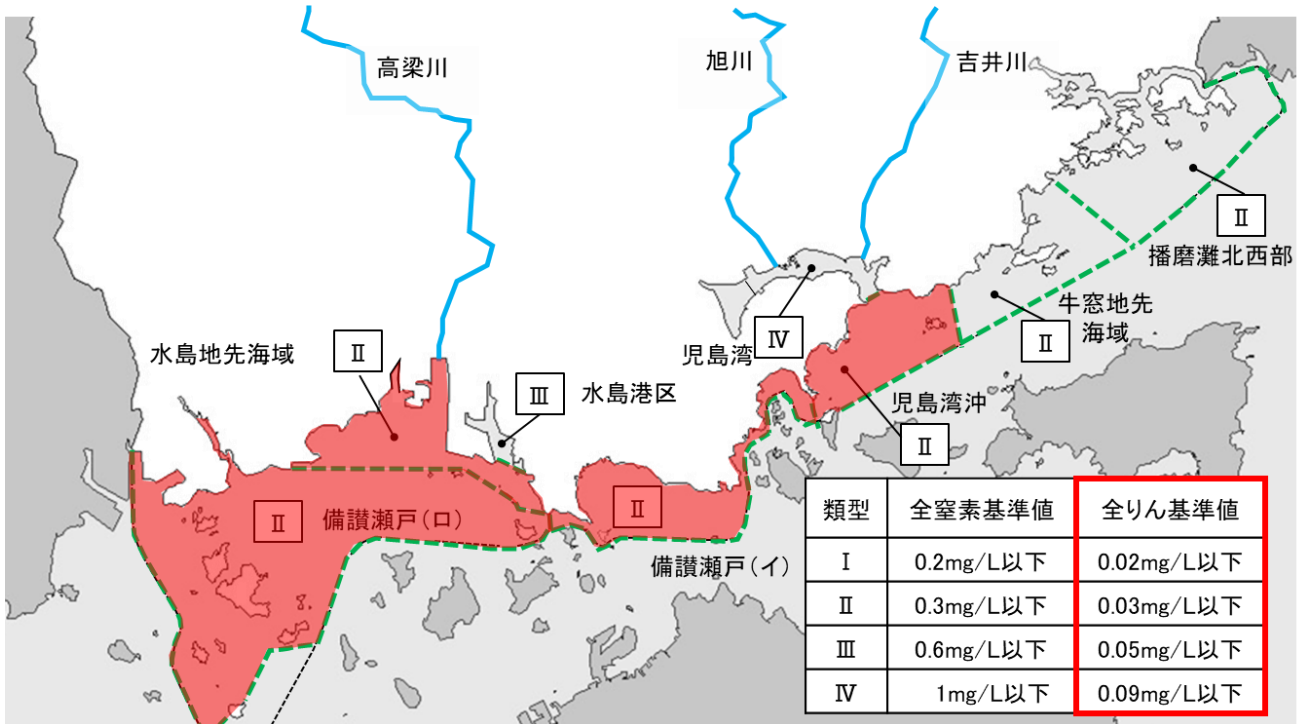 高梁川
旭川
吉井川
Ⅱ
播磨灘北西部
牛窓地先
海域
Ⅱ
Ⅳ
児島湾
児島湾沖
Ⅱ
水島地先海域
Ⅱ
Ⅲ
水島港区
Ⅱ
備讃瀬戸(ロ)
Ⅱ
備讃瀬戸(イ)
類型 全窒素基準値 全りん基準値
Ⅰ 0.2mg/L以下 0.02mg/L以下
Ⅱ 0.3mg/L以下 0.03mg/L以下
Ⅲ 0.6mg/L以下 0.05mg/L以下
Ⅳ 1mg/L以下 0.09mg/L以下